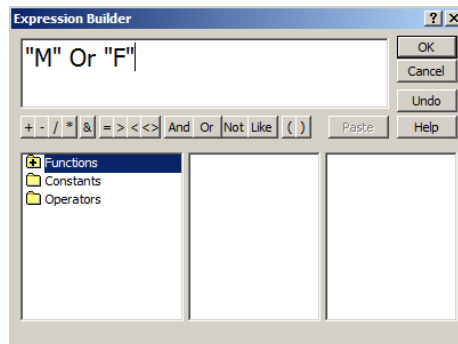 Expression Builder
? x
"M" Or "F"
OK
Cancel
Undo
+ - / * & = > < <> And Or Not Like ( ) Paste Help
Functions
Constants
Operators